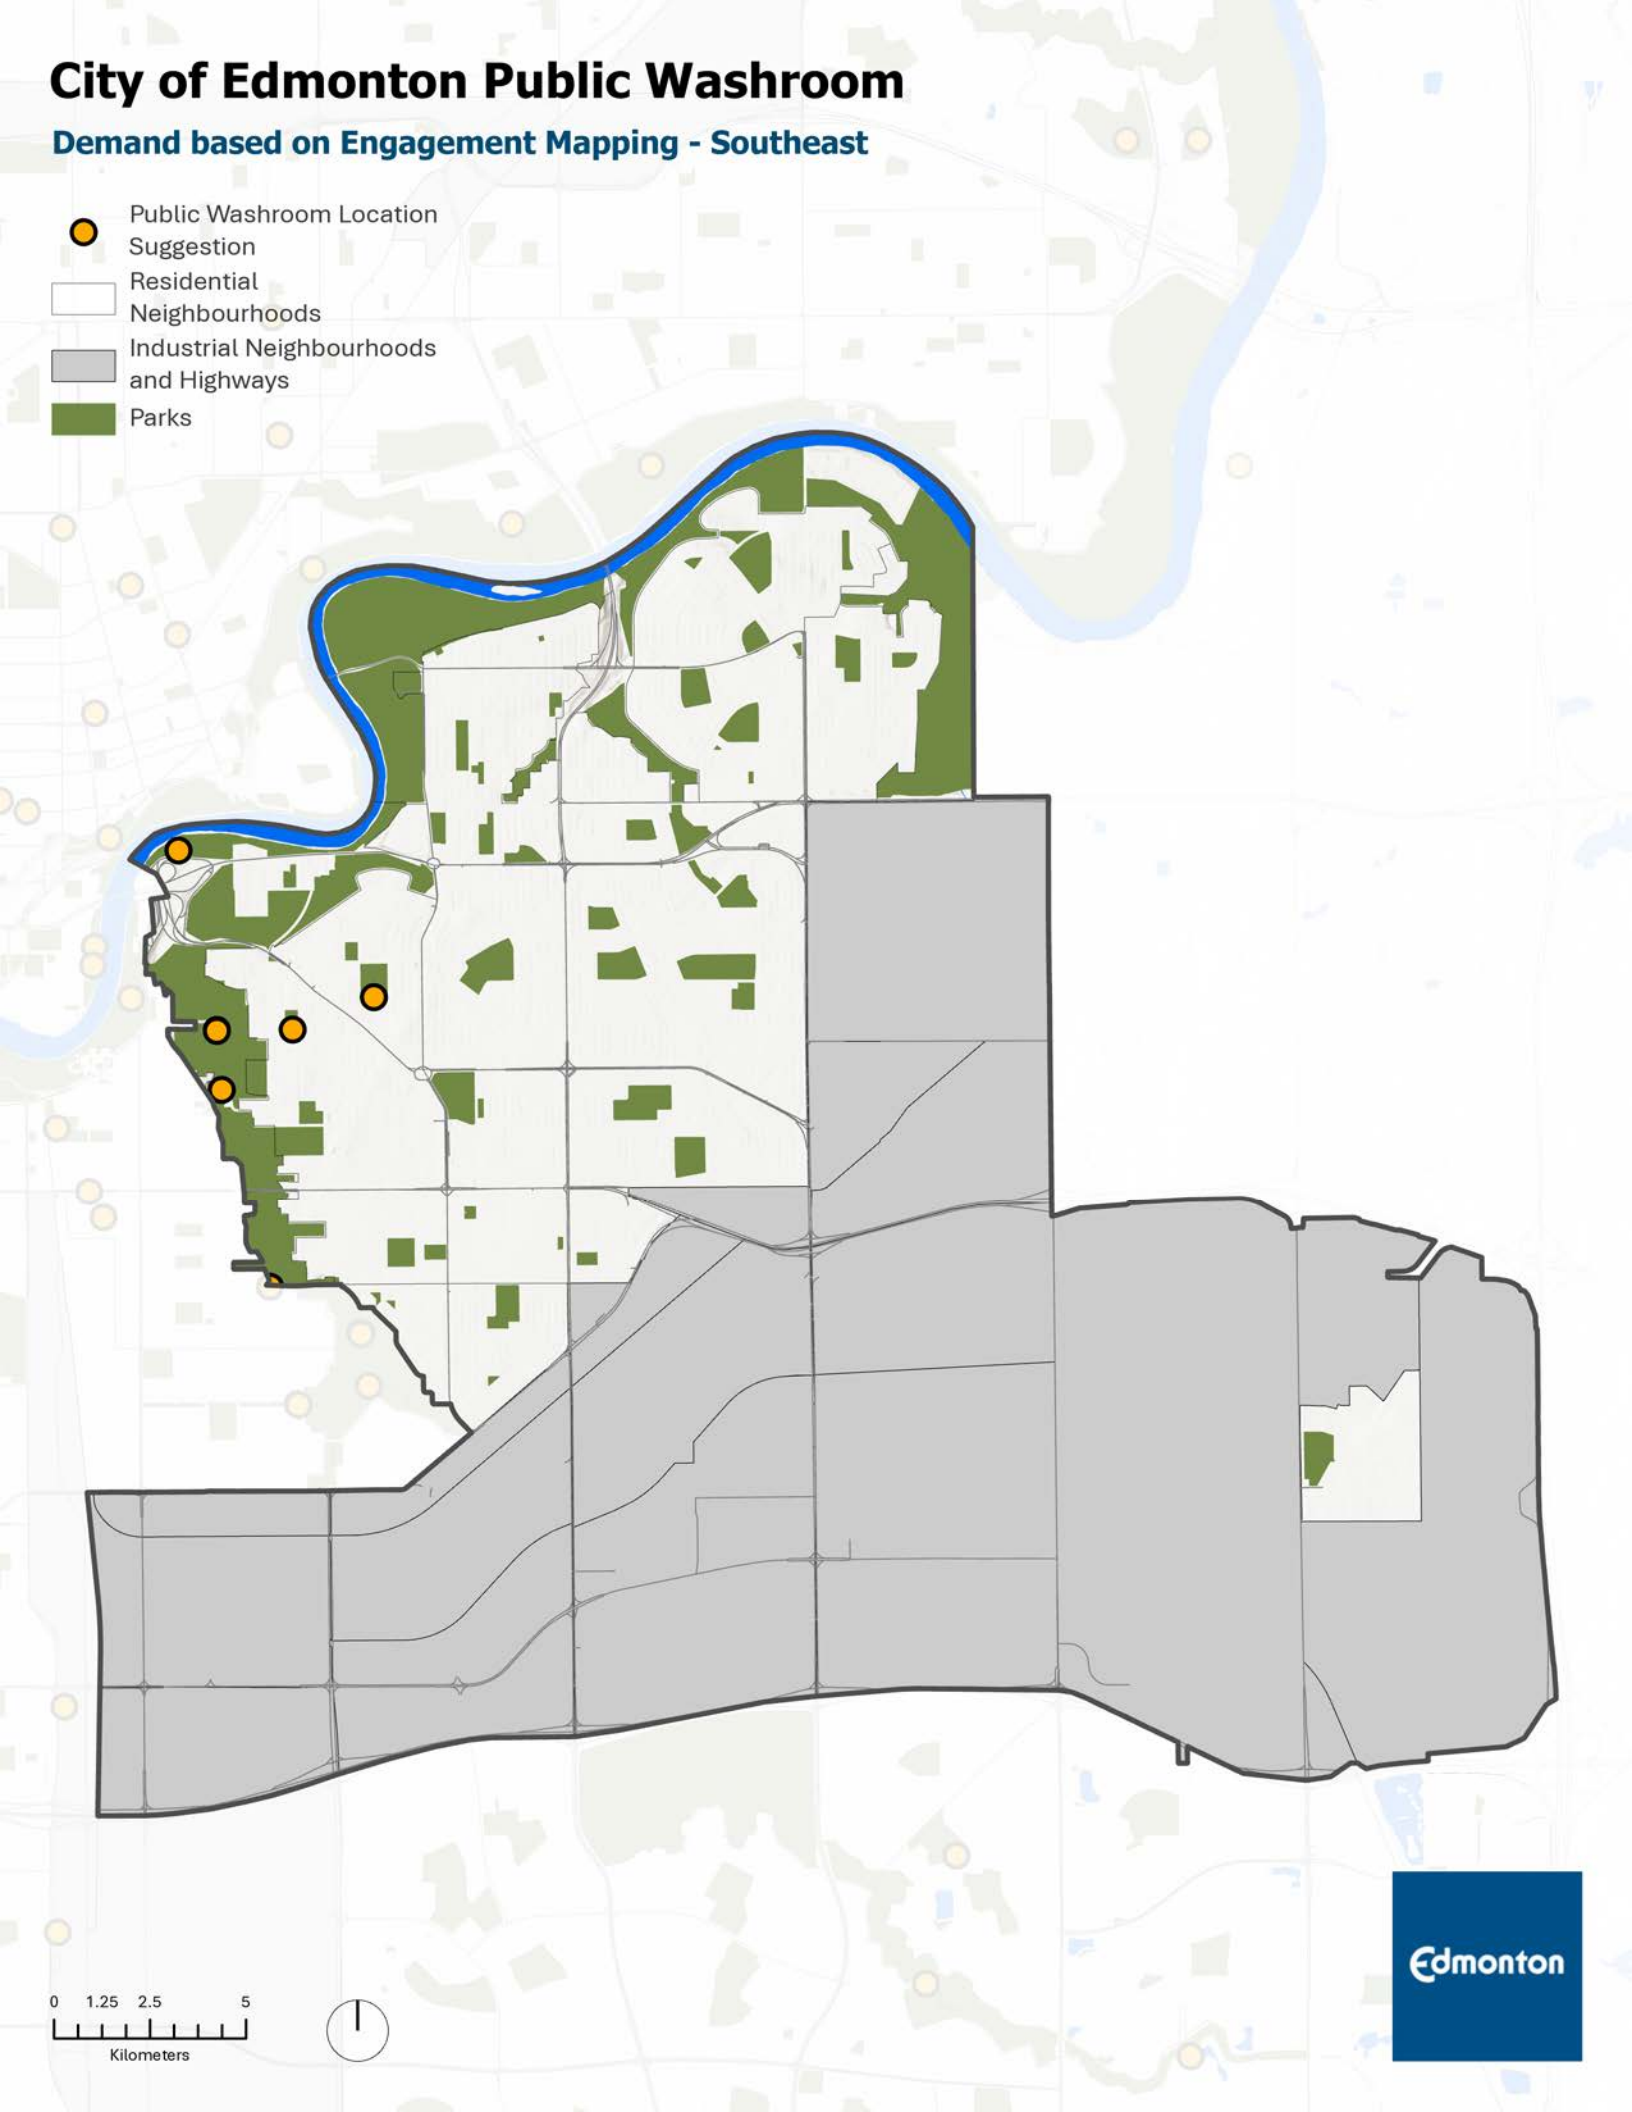 City of Edmonton Public Washroom
Demand based on Engagement Mapping - Southeast
Public Washroom Location
Suggestion
Residential
Neighbourhoods
Industrial Neighbourhoods
and Highways
Parks
0 1.25 2.5 5
Kilometers
Edmonton